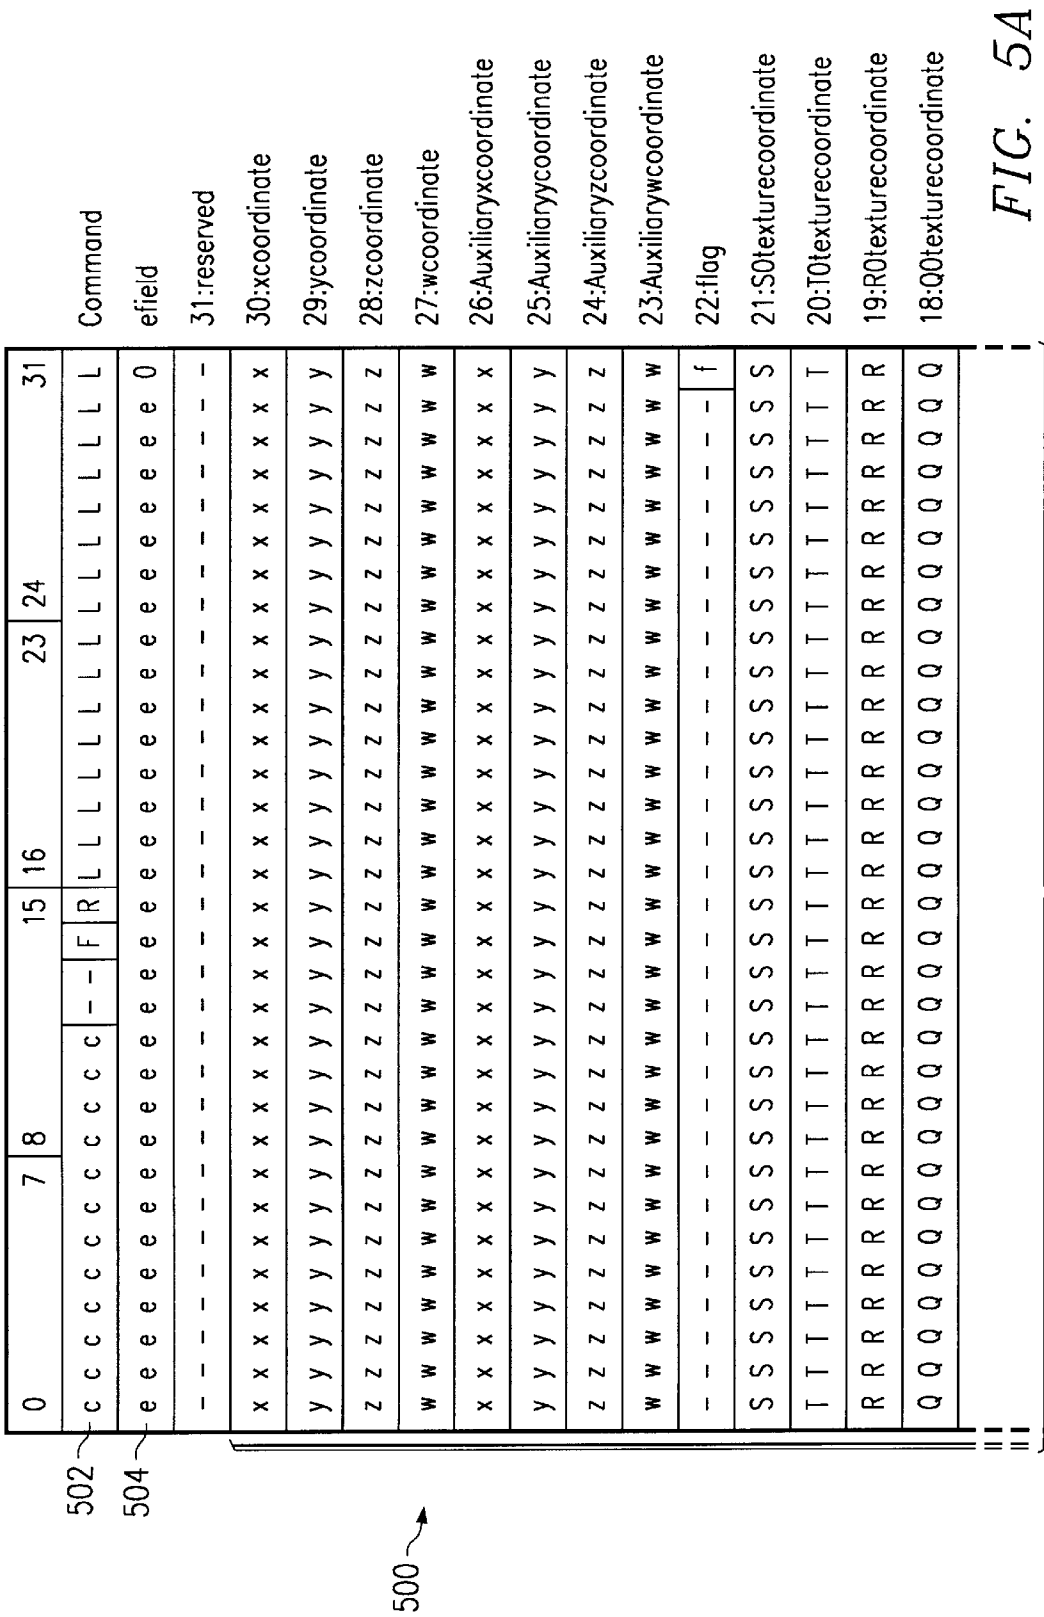 0 7 8 15 16 23 24 31
502 c c c c c c c c c c c c - - F R L L L L L L L L L L L L L L L L Command
504 e e e e e e e e e e e e e e e e e e e e e e e e e e e e e e e 0 efield
- - - - - - - - - - - - - - - - - - - - - - - - - - - - - - - - 31:reserved
x x x x x x x x x x x x x x x x x x x x x x x x x x x x x x x x 30:xcoordinate
y y y y y y y y y y y y y y y y y y y y y y y y y y y y y y y y 29:ycoordinate
z z z z z z z z z z z z z z z z z z z z z z z z z z z z z z z z 28:zcoordinate
w w w w w w w w w w w w w w w w w w w w w w w w w w w w w w w w 27:wcoordinate
x x x x x x x x x x x x x x x x x x x x x x x x x x x x x x x x 26:Auxiliaryxcoordinate
y y y y y y y y y y y y y y y y y y y y y y y y y y y y y y y y 25:Auxiliaryycoordinate
z z z z z z z z z z z z z z z z z z z z z z z z z z z z z z z z 24:Auxiliaryzcoordinate
w w w w w w w w w w w w w w w w w w w w w w w w w w w w w w w w 23:Auxiliarywcoordinate
- - - - - - - - - - - - - - - - - - - - - - - - - - - - - - - f 22:flag
S S S S S S S S S S S S S S S S S S S S S S S S S S S S S S S S 21:S0texturecoordinate
T T T T T T T T T T T T T T T T T T T T T T T T T T T T T T T T 20:T0texturecoordinate
R R R R R R R R R R R R R R R R R R R R R R R R R R R R R R R R 19:R0texturecoordinate
Q Q Q Q Q Q Q Q Q Q Q Q Q Q Q Q Q Q Q Q Q Q Q Q Q Q Q Q Q Q Q Q 18:Q0texturecoordinate
500
FIG. 5A